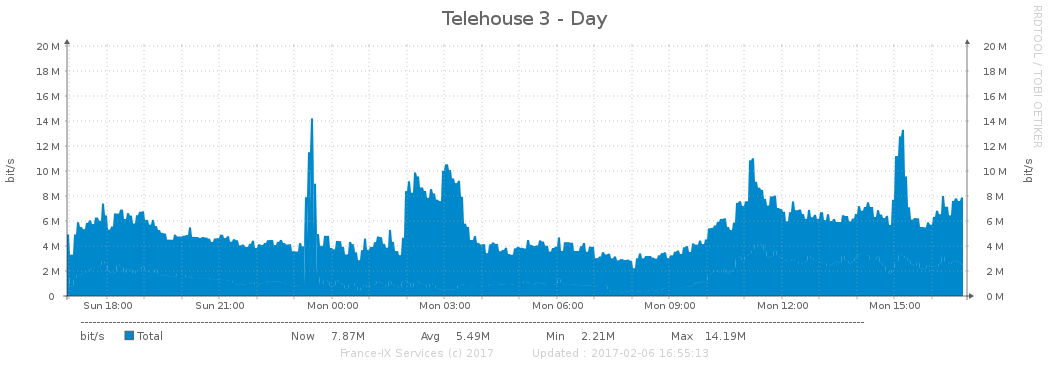 Telehouse 3 - Day
RRDTOOL / TOBI OETIKER
20 M 20 M
18 M 18 M
16 M 16 M
14 M 14 M
12 M 12 M
10 M 10 M
8 M 8 M
6 M 6 M
4 M 4 M
2 M 2 M
0 0 M
bit/s
bit/s
Sun 18:00 Sun 21:00 Mon 00:00 Mon 03:00 Mon 06:00 Mon 09:00 Mon 12:00 Mon 15:00
bit/s Total Now 7.87M Avg 5.49M Min 2.21M Max 14.19M
France-IX Services (c) 2017 Updated : 2017-02-06 16:55:13